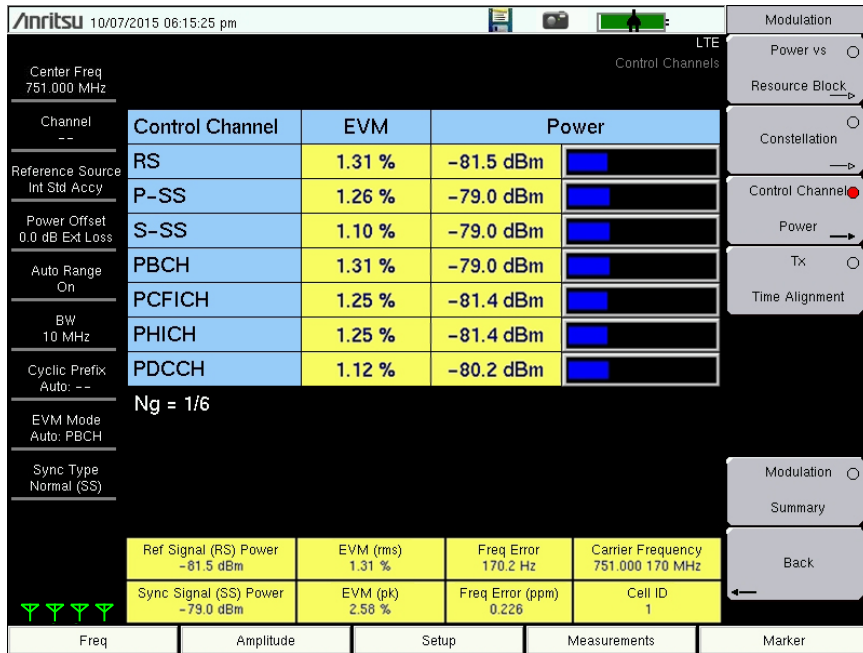 Anritsu 10/07/2015 06:15:25 pm
Center Freq
751.000 MHz
Channel
--
Reference Source
Int Std Accy
Power Offset
0.0 dB Ext Loss
Auto Range
On
BW
10 MHz
Cyclic Prefix
Auto: --
EVM Mode
Auto: PBCH
Sync Type
Normal (SS)
LTE
Control Channels
Control Channel EVM Power
RS 1.31 % -81.5 dBm
P-SS 1.26 % -79.0 dBm
S-SS 1.10 % -79.0 dBm
PBCH 1.31 % -79.0 dBm
PCFICH 1.25 % -81.4 dBm
PHICH 1.25 % -81.4 dBm
PDCCH 1.12 % -80.2 dBm
Ng = 1/6
Ref Signal (RS) Power
-81.5 dBm
EVM (rms)
1.31 %
Freq Error
170.2 Hz
Carrier Frequency
751.000 170 MHz
Sync Signal (SS) Power
-79.0 dBm
EVM (pk)
2.58 %
Freq Error (ppm)
0.226
Cell ID
1
Modulation
Power vs
Resource Block
Constellation
Control Channel
Power
Tx
Time Alignment
Modulation
Summary
Back
Freq Amplitude Setup Measurements Marker